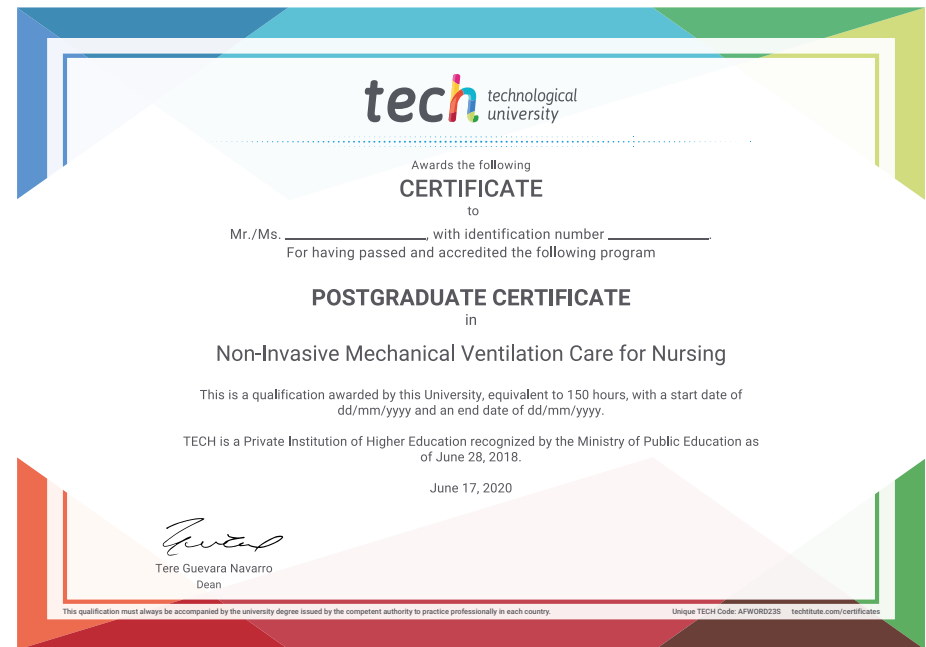 tech technological
university
Awards the following
CERTIFICATE
to
Mr./Ms. ____________________, with identification number ______________.
For having passed and accredited the following program
POSTGRADUATE CERTIFICATE
in
Non-Invasive Mechanical Ventilation Care for Nursing
This is a qualification awarded by this University, equivalent to 150 hours, with a start date of
dd/mm/yyyy and an end date of dd/mm/yyyy.
TECH is a Private Institution of Higher Education recognized by the Ministry of Public Education as
of June 28, 2018.
June 17, 2020
Tere Guevara Navarro
Dean
This qualification must always be accompanied by the university degree issued by the competent authority to practice professionally in each country. Unique TECH Code: AFWORD23S techtitute.com/certificates